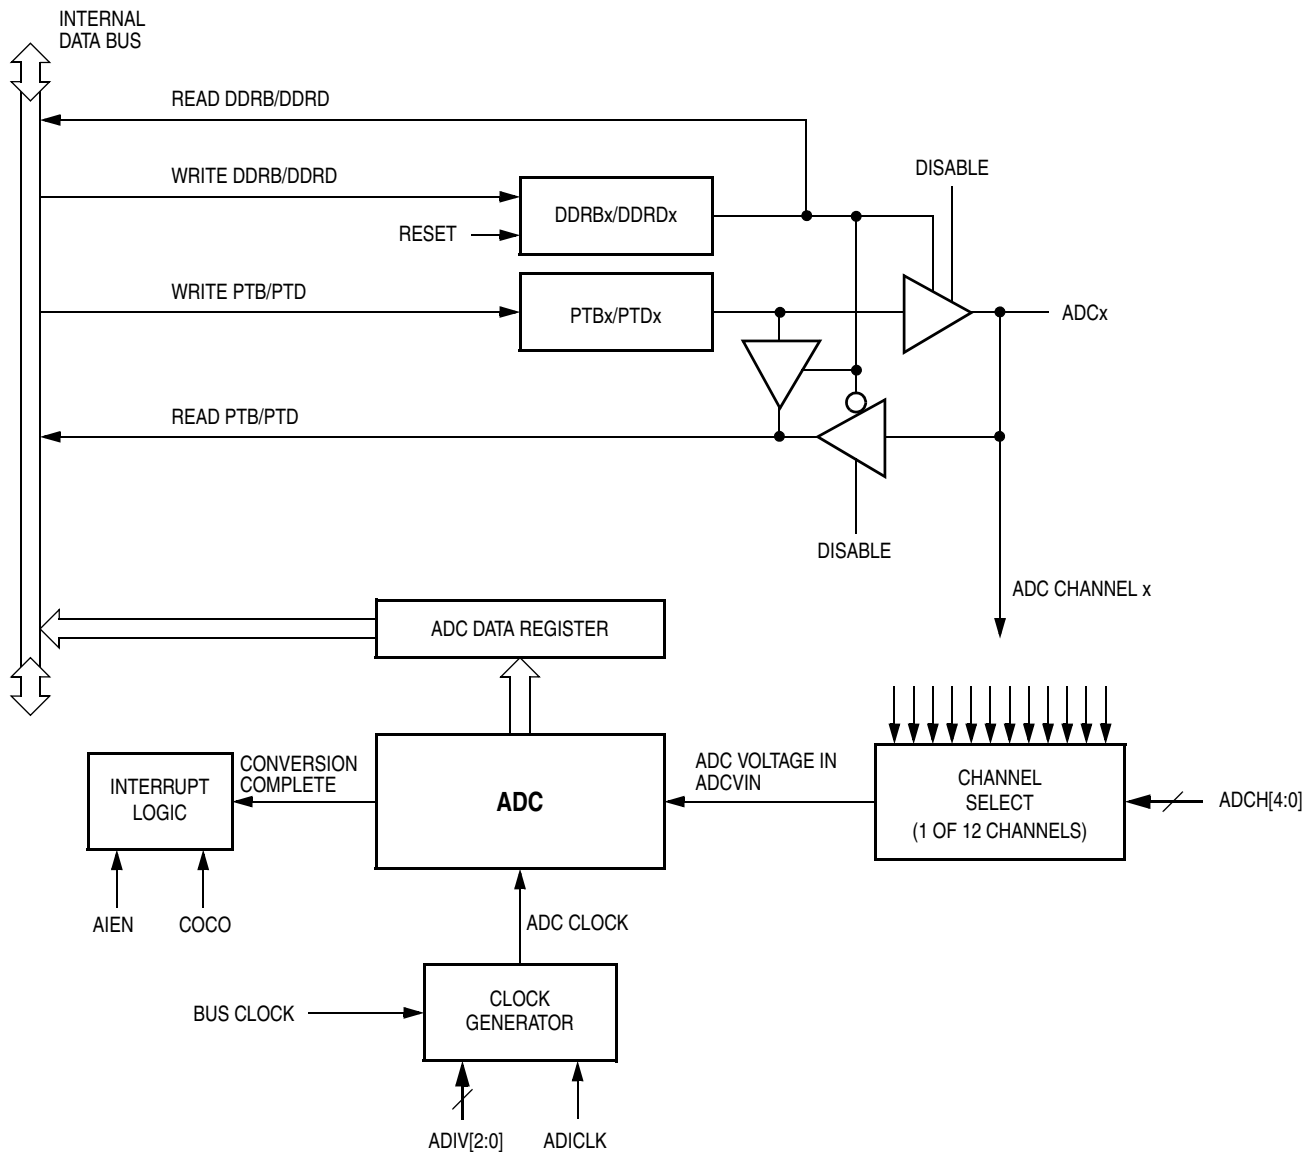 INTERNAL
DATA BUS
READ DDRB/DDRD
WRITE DDRB/DDRD
DISABLE
DDRBx/DDRDx
RESET
WRITE PTB/PTD
PTBx/PTDx
ADCx
READ PTB/PTD
DISABLE
ADC CHANNEL x
ADC DATA REGISTER
INTERRUPT
LOGIC
CONVERSION
COMPLETE
ADC
ADC VOLTAGE IN
ADCVIN
CHANNEL
SELECT
(1 OF 12 CHANNELS)
ADCH[4:0]
AIEN
COCO
ADC CLOCK
BUS CLOCK
CLOCK
GENERATOR
ADIV[2:0]
ADICLK